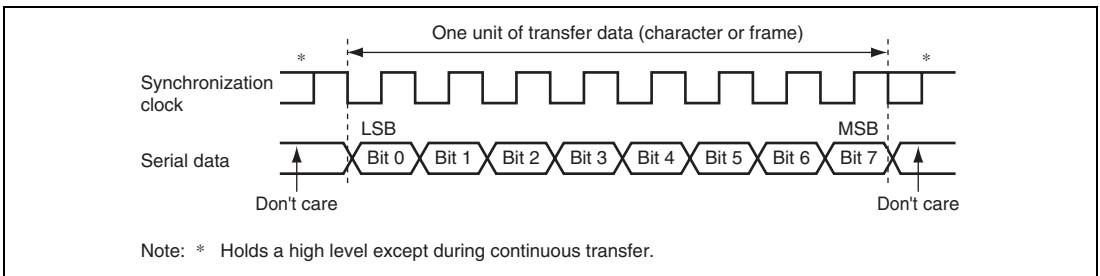 One unit of transfer data (character or frame)
* *
Synchronization
clock
LSB MSB
Serial data Bit 0 Bit 1 Bit 2 Bit 3 Bit 4 Bit 5 Bit 6 Bit 7
Don't care Don't care
Note: * Holds a high level except during continuous transfer.